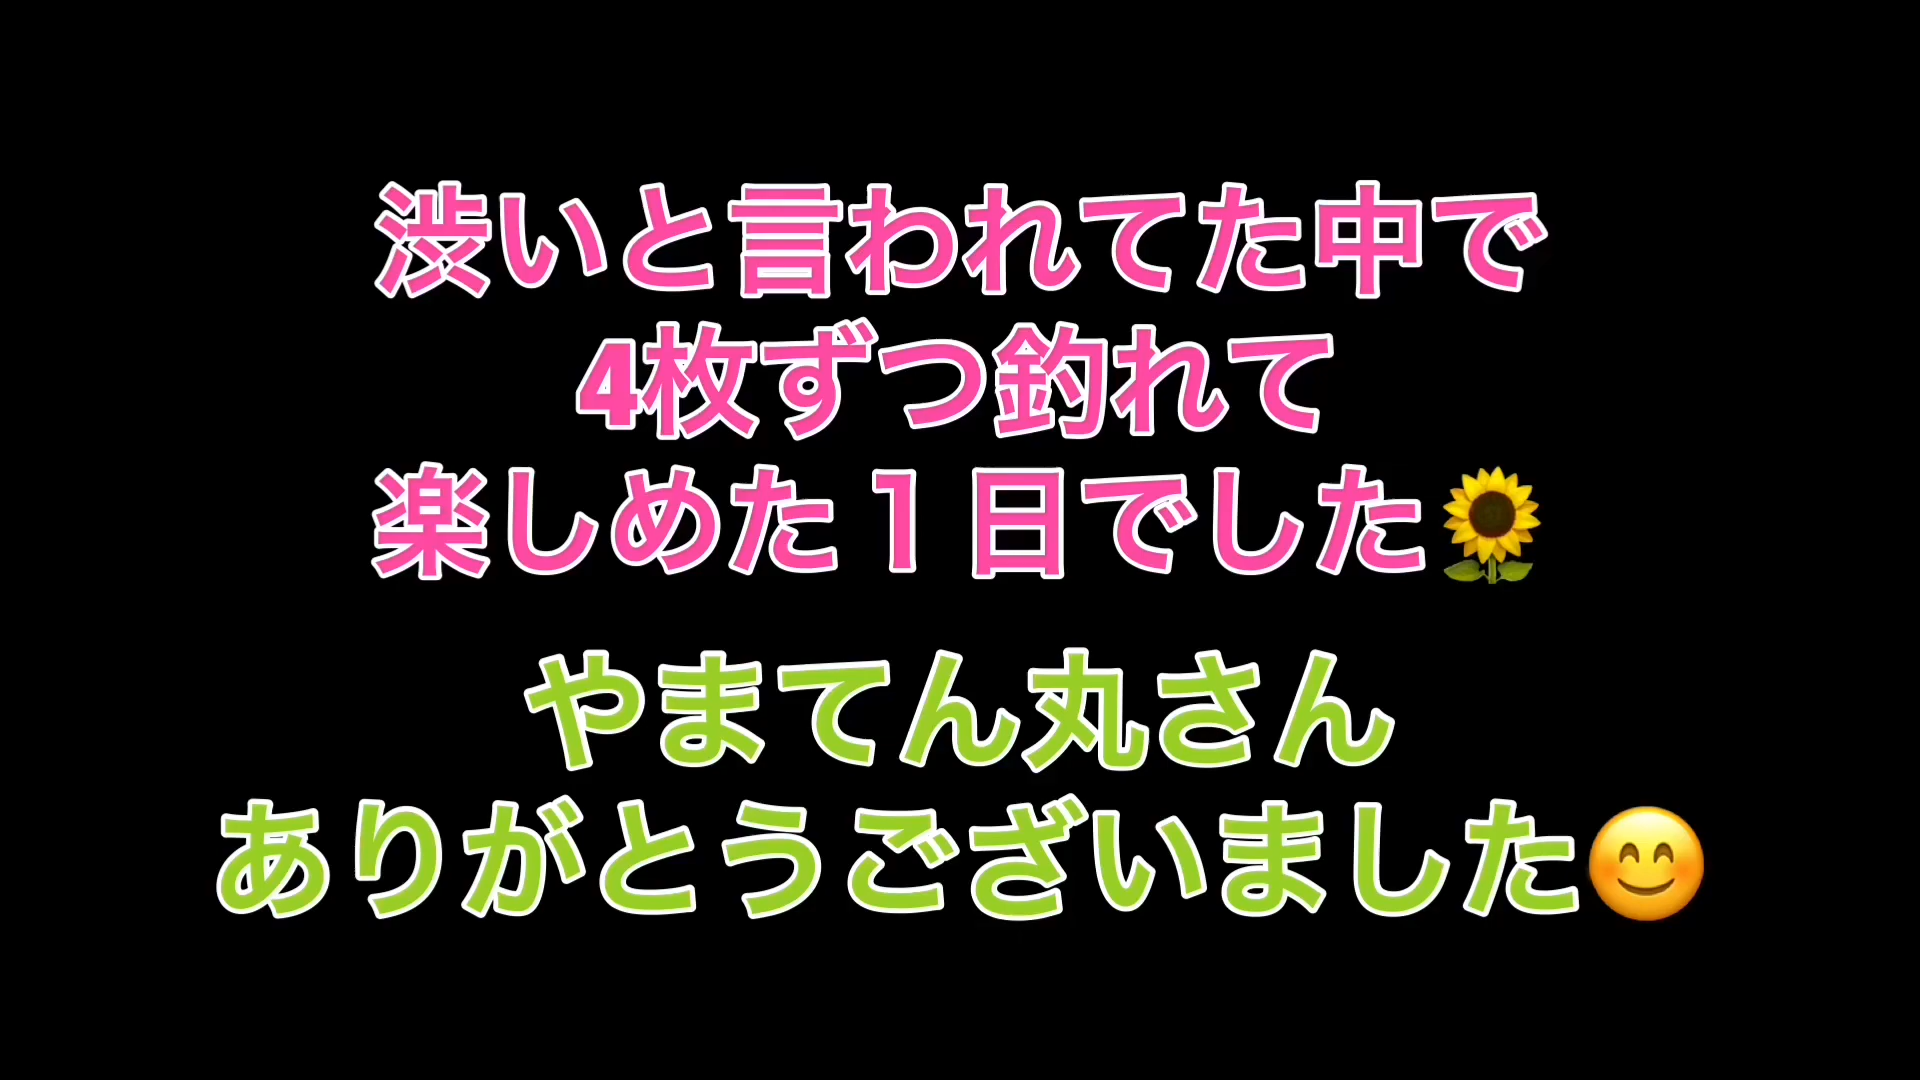 渋いと言われてた中で
4枚ずつ釣れて
楽しめた１日でした🌻
やまてん丸さん
ありがとうございました😊